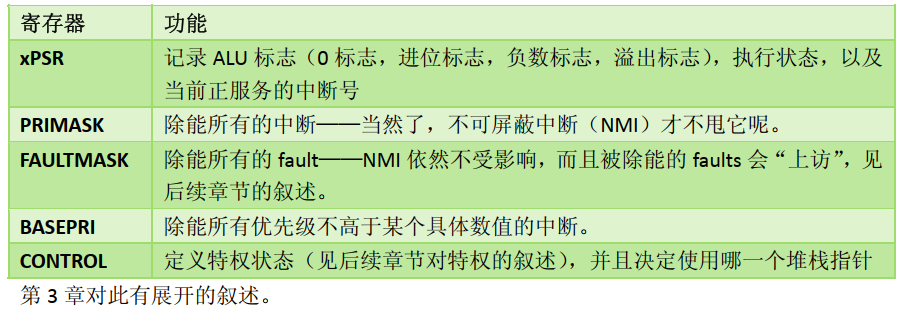 寄存器 功能
xPSR 记录 ALU 标志（0 标志，进位标志，负数标志，溢出标志），执行状态，以及
当前正服务的中断号
PRIMASK 除能所有的中断——当然了，不可屏蔽中断（NMI）才不甩它呢。
FAULTMASK 除能所有的 fault——NMI 依然不受影响，而且被除能的 faults 会“上访”，见
后续章节的叙述。
BASEPRI 除能所有优先级不高于某个具体数值的中断。
CONTROL 定义特权状态（见后续章节对特权的叙述），并且决定使用哪一个堆栈指针
第 3 章对此有展开的叙述。